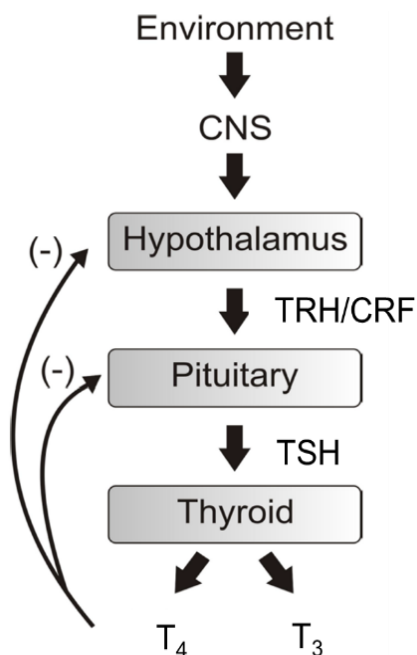 Environment
CNS
Hypothalamus
(-)
TRH/CRF
(-)
Pituitary
TSH
Thyroid
T₄ T₃